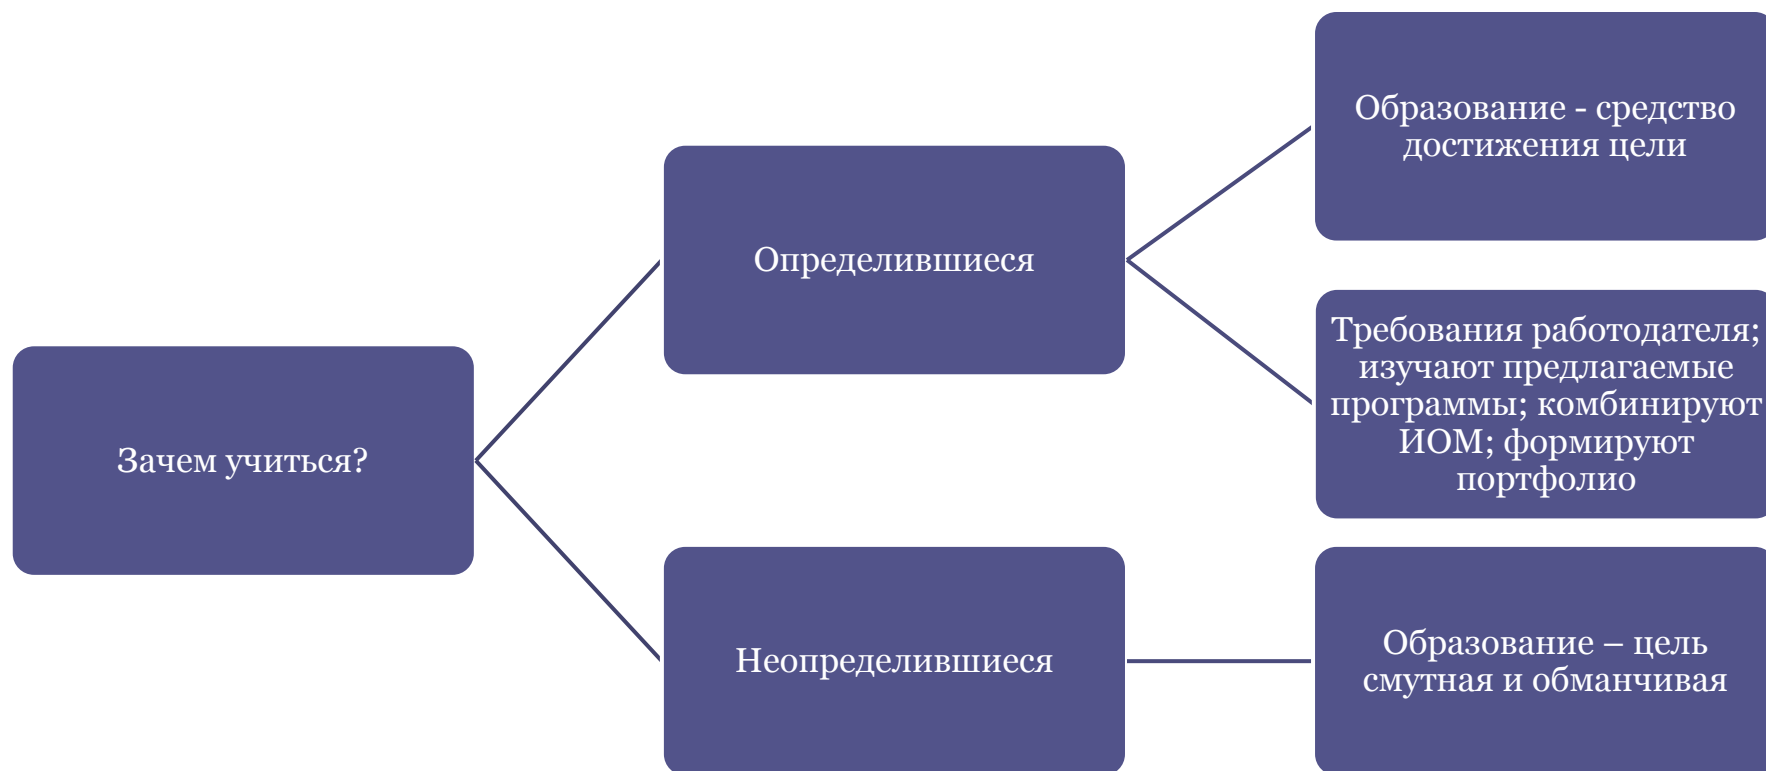 Зачем учиться?
Определившиеся
Образование - средство
достижения цели
Требования работодателя;
изучают предлагаемые
программы; комбинируют
ИОМ; формируют
портфолио
Неопределившиеся
Образование – цель
смутная и обманчивая